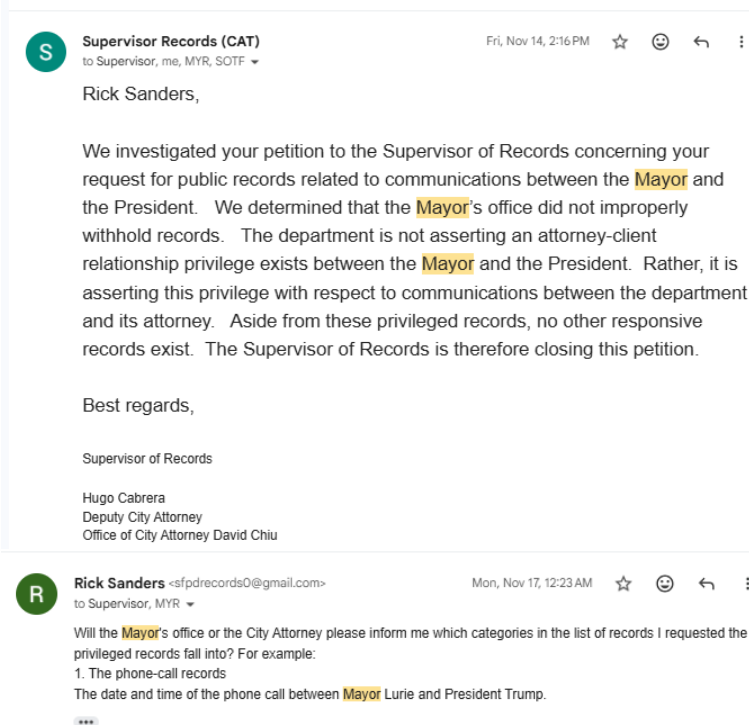 S
Supervisor Records (CAT)
Fri, Nov 14, 2:16 PM
to Supervisor, me, MYR, SOTF
Rick Sanders,
We investigated your petition to the Supervisor of Records concerning your
request for public records related to communications between the Mayor and
the President. We determined that the Mayor's office did not improperly
withhold records. The department is not asserting an attorney-client
relationship privilege exists between the Mayor and the President. Rather, it is
asserting this privilege with respect to communications between the department
and its attorney. Aside from these privileged records, no other responsive
records exist. The Supervisor of Records is therefore closing this petition.
Best regards,
Supervisor of Records
Hugo Cabrera
Deputy City Attorney
Office of City Attorney David Chiu
R
Rick Sanders <sfpdrecords0@gmail.com>
Mon, Nov 17, 12:23 AM
to Supervisor, MYR
Will the Mayor's office or the City Attorney please inform me which categories in the list of records I requested the
privileged records fall into? For example:
1. The phone-call records
The date and time of the phone call between Mayor Lurie and President Trump.